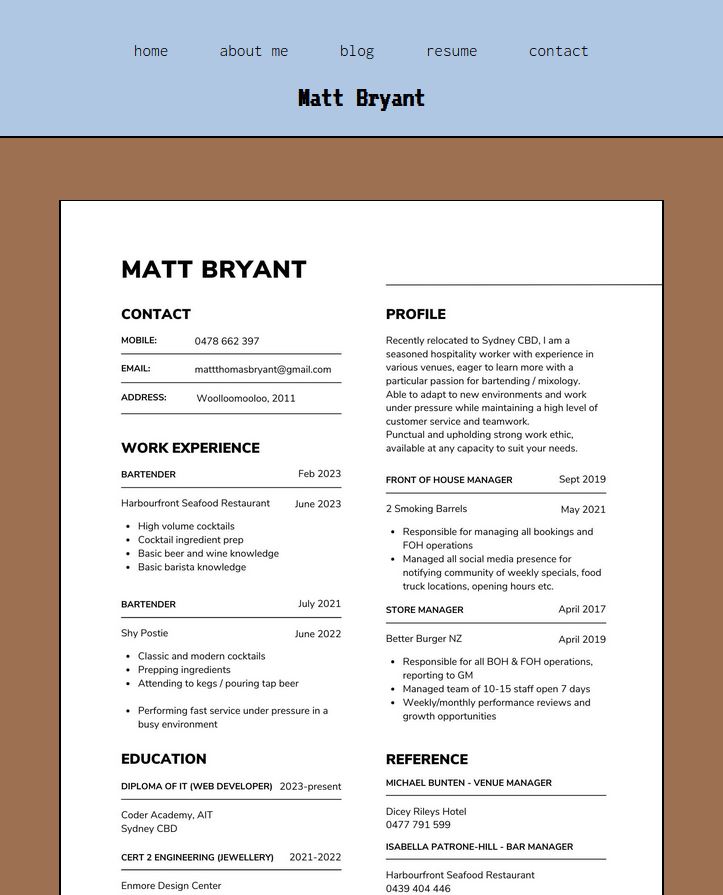 home about me blog resume contact
Matt Bryant
MATT BRYANT
CONTACT
MOBILE: 0478 662 397
EMAIL: mattthomasbryant@gmail.com
ADDRESS: Woolloomooloo, 2011
WORK EXPERIENCE
BARTENDER Feb 2023
Harbourfront Seafood Restaurant June 2023
• High volume cocktails
• Cocktail ingredient prep
• Basic beer and wine knowledge
• Basic barista knowledge
BARTENDER July 2021
Shy Postie June 2022
• Classic and modern cocktails
• Prepping ingredients
• Attending to kegs / pouring tap beer
• Performing fast service under pressure in a
busy environment
EDUCATION
DIPLOMA OF IT (WEB DEVELOPER) 2023-present
Coder Academy, AIT
Sydney CBD
CERT 2 ENGINEERING (JEWELLERY) 2021-2022
Enmore Design Center
PROFILE
Recently relocated to Sydney CBD, I am a
seasoned hospitality worker with experience in
various venues, eager to learn more with a
particular passion for bartending / mixology.
Able to adapt to new environments and work
under pressure while maintaining a high level of
customer service and teamwork.
Punctual and upholding strong work ethic,
available at any capacity to suit your needs.
FRONT OF HOUSE MANAGER Sept 2019
2 Smoking Barrels May 2021
• Responsible for managing all bookings and
FOH operations
• Managed all social media presence for
notifying community of weekly specials, food
truck locations, opening hours etc.
STORE MANAGER April 2017
Better Burger NZ April 2019
• Responsible for all BOH & FOH operations,
reporting to GM
• Managed team of 10-15 staff open 7 days
• Weekly/monthly performance reviews and
growth opportunities
REFERENCE
MICHAEL BUNTEN - VENUE MANAGER
Dicey Rileys Hotel
0477 791 599
ISABELLA PATRONE-HILL - BAR MANAGER
Harbourfront Seafood Restaurant
0439 404 446